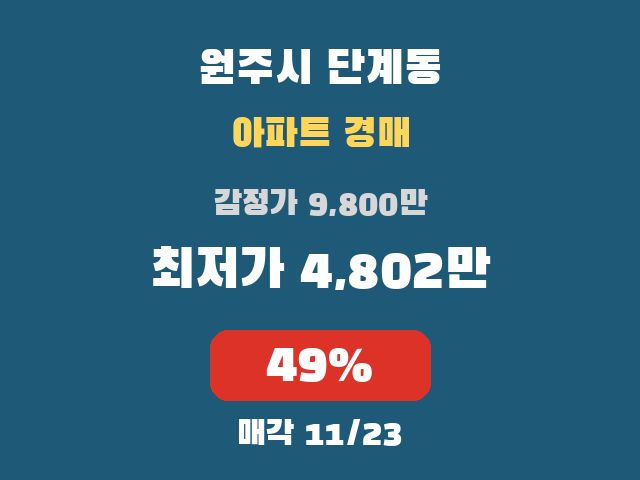 원주시 단계동
아파트 경매
감정가 9,800만
최저가 4,802만
49%
매각 11/23